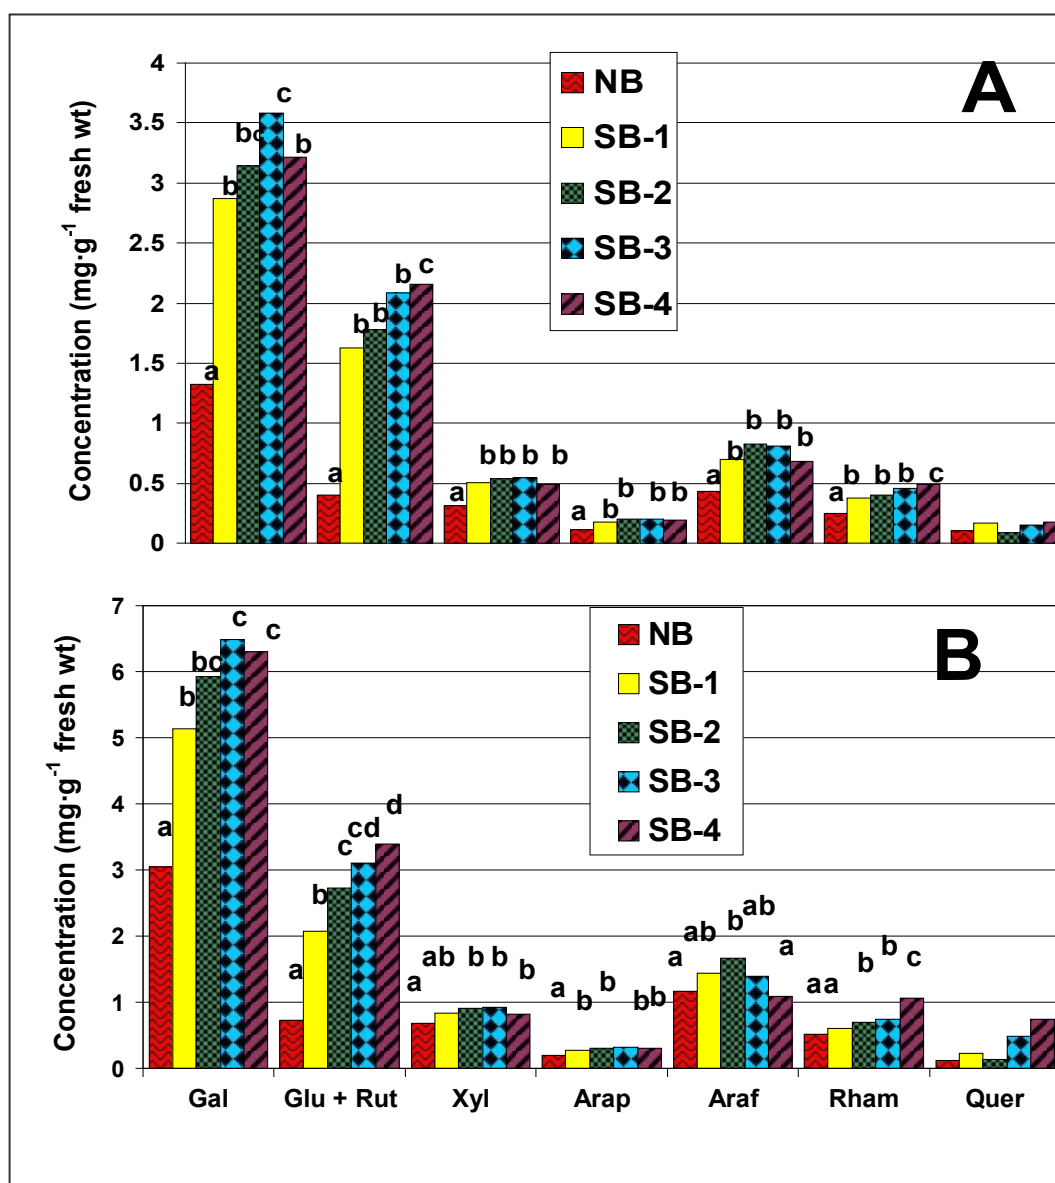 A
Concentration (mg·g⁻¹ fresh wt)
4
3.5
3
2.5
2
1.5
1
0.5
0
NB
SB-1
SB-2
SB-3
SB-4
a b bc c b
a b b b c
a b b b b
a b b b b
a b b b b
a b b b c
B
Concentration (mg·g⁻¹ fresh wt)
7
6
5
4
3
2
1
0
NB
SB-1
SB-2
SB-3
SB-4
a b bc c c
a b c cd d
a ab b b b
a b b b b
a ab b ab a
a a b b c
Gal Glu + Rut Xyl Arap Araf Rham Quer